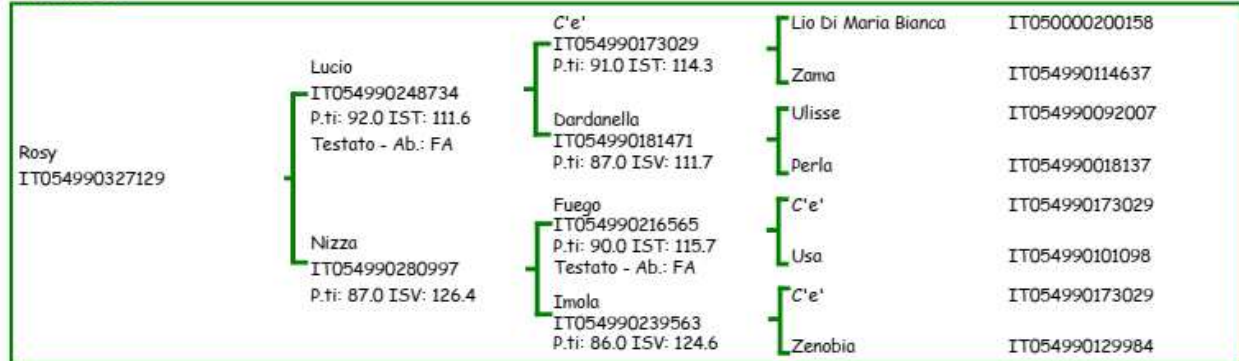 Rosy
IT054990327129
Lucio
IT054990248734
P.ti: 92.0 IST: 111.6
Testato - Ab.: FA
Nizza
IT054990280997
P.ti: 87.0 ISV: 126.4
C'e'
IT054990173029
P.ti: 91.0 IST: 114.3
Dardanella
IT054990181471
P.ti: 87.0 ISV: 111.7
Fuego
IT054990216565
P.ti: 90.0 IST: 115.7
Testato - Ab.: FA
Imola
IT054990239563
P.ti: 86.0 ISV: 124.6
Lio Di Maria Bianca IT050000200158
Zama IT054990114637
Ulisse IT054990092007
Perla IT054990018137
C'e' IT054990173029
Usa IT054990101098
C'e' IT054990173029
Zenobia IT054990129984